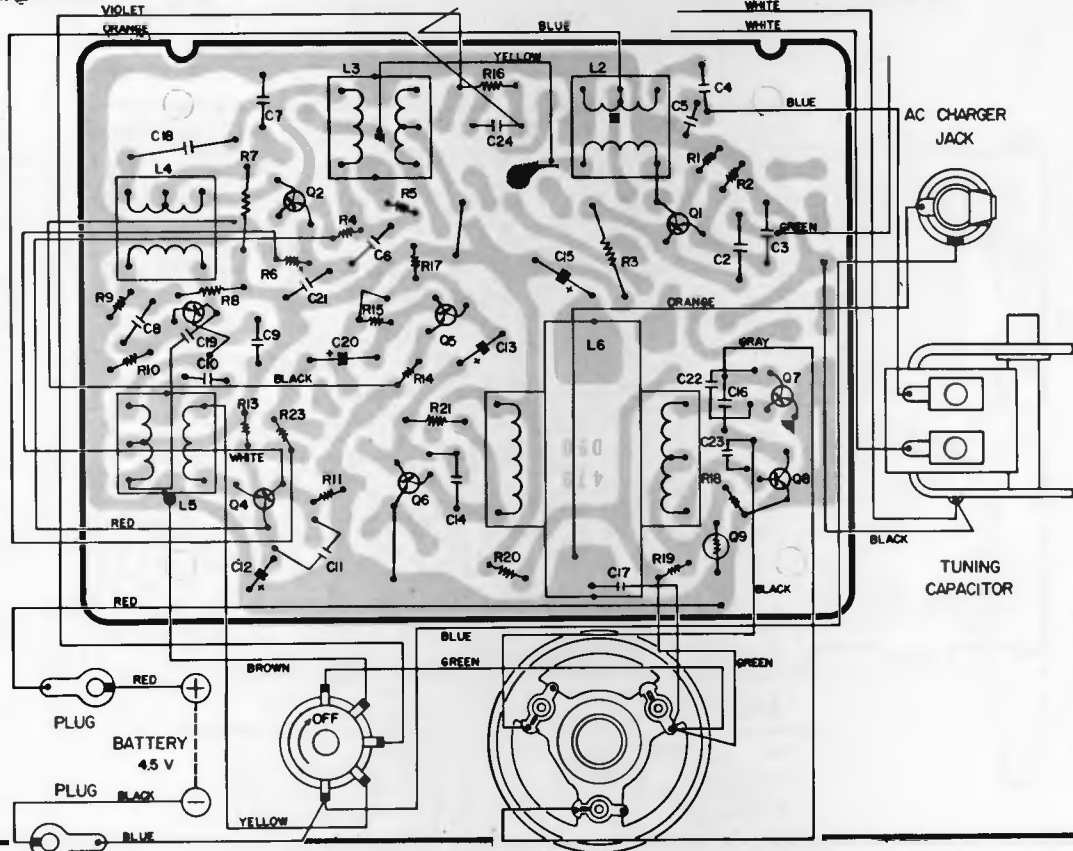 VIOLET
ORANGE
BLUE
YELLOW
WHITE
WHITE
L3
R16
L2
C4
C7
C5
BLUE
AC CHARGER
JACK
C24
C18
L4
R7
R1
R2
Q2
R5
Q1
R4
GREEN
C6
R17
C15
R3
C2
C3
R6
R8
C21
ORANGE
R9
C8
C19
C9
R15
Q5
L6
C20
C13
GRAY
R10
C10
BLACK
R14
C22
C16
Q7
R13
R23
R21
D90
479
C23
WHITE
R18
Q8
L5
Q4
R11
Q6
C14
RED
Q9
BLACK
C12
C11
R20
C17
R19
TUNING
CAPACITOR
BLACK
RED
BLUE
BROWN
GREEN
GREEN
RED
+
OFF
PLUG
BATTERY
4.5 V
PLUG
BLACK
−
YELLOW
BLUE